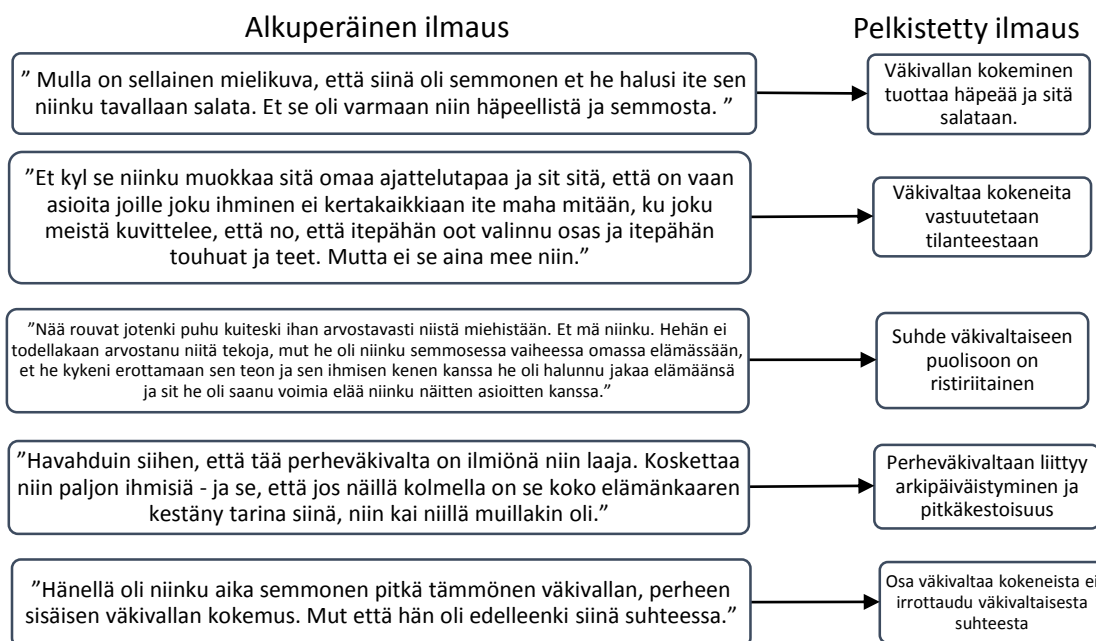 Alkuperäinen ilmaus
Pelkistetty ilmaus
” Mulla on sellainen mielikuva, että siinä oli semmonen et he halusi ite sen
niinku tavallaan salata. Et se oli varmaan niin häpeellistä ja semmosta. ”
Väkivallan kokeminen
tuottaa häpeää ja sitä
salataan.
”Et kyl se niinku muokkaa sitä omaa ajattelutapaa ja sit sitä, että on vaan
asioita joille joku ihminen ei kertakaikkiaan ite maha mitään, ku joku
meistä kuvittelee, että no, että itepähän oot valinnu osas ja itepähän
touhuat ja teet. Mutta ei se aina mee niin.”
Väkivaltaa kokeneita
vastuutetaan
tilanteestaan
”Nää rouvat jotenki puhu kuiteski ihan arvostavasti niistä miehistään. Et mä niinku. Hehän ei
todellakaan arvostanu niitä tekoja, mut he oli niinku semmosessa vaiheessa omassa elämässään,
et he kykeni erottamaan sen teon ja sen ihmisen kenen kanssa he oli halunnu jakaa elämäänsä
ja sit he oli saanu voimia elää niinku näitten asioitten kanssa.”
Suhde väkivaltaiseen
puolisoon on
ristiriitainen
”Havahduin siihen, että tää perheväkivalta on ilmiönä niin laaja. Koskettaa
niin paljon ihmisiä - ja se, että jos näillä kolmella on se koko elämänkaaren
kestäny tarina siinä, niin kai niillä muillakin oli.”
Perheväkivaltaan liittyy
arkipäiväistyminen ja
pitkäkestoisuus
”Hänellä oli niinku aika semmonen pitkä tämmönen väkivallan, perheen
sisäisen väkivallan kokemus. Mut että hän oli edelleenki siinä suhteessa.”
Osa väkivaltaa kokeneista ei
irrottaudu väkivaltaisesta
suhteesta